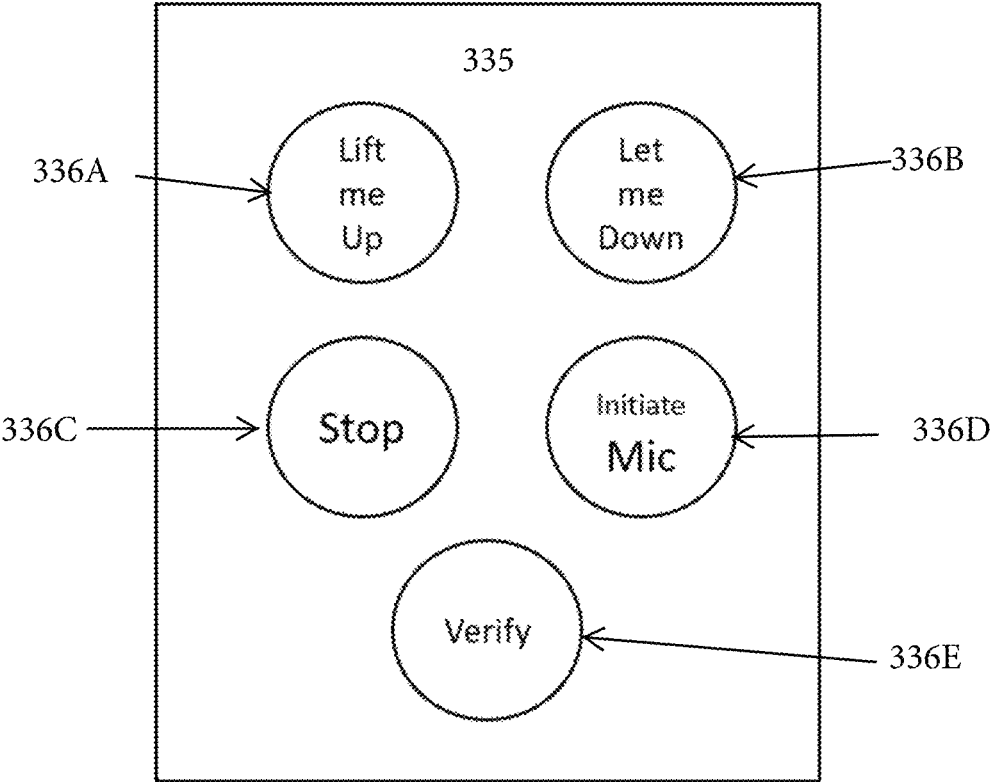 335
336A
Lift
me
Up
Let
me
Down
336B
336C
Stop
Initiate
Mic
336D
Verify
336E